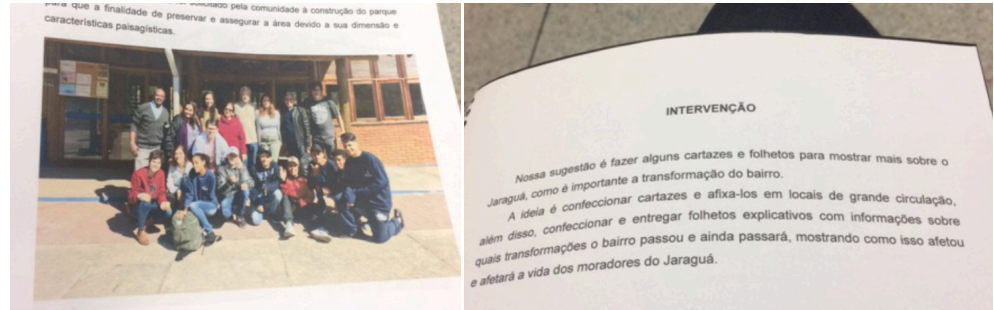 solicitado pela comunidade à construção do parque
para que a finalidade de preservar e assegurar a área devido a sua dimensão e
características paisagísticas.
INTERVENÇÃO
Nossa sugestão é fazer alguns cartazes e folhetos para mostrar mais sobre o
Jaraguá, como é importante a transformação do bairro.
A ideia é confeccionar cartazes e afixa-los em locais de grande circulação,
além disso, confeccionar e entregar folhetos explicativos com informações sobre
quais transformações o bairro passou e ainda passará, mostrando como isso afetou
e afetará a vida dos moradores do Jaraguá.